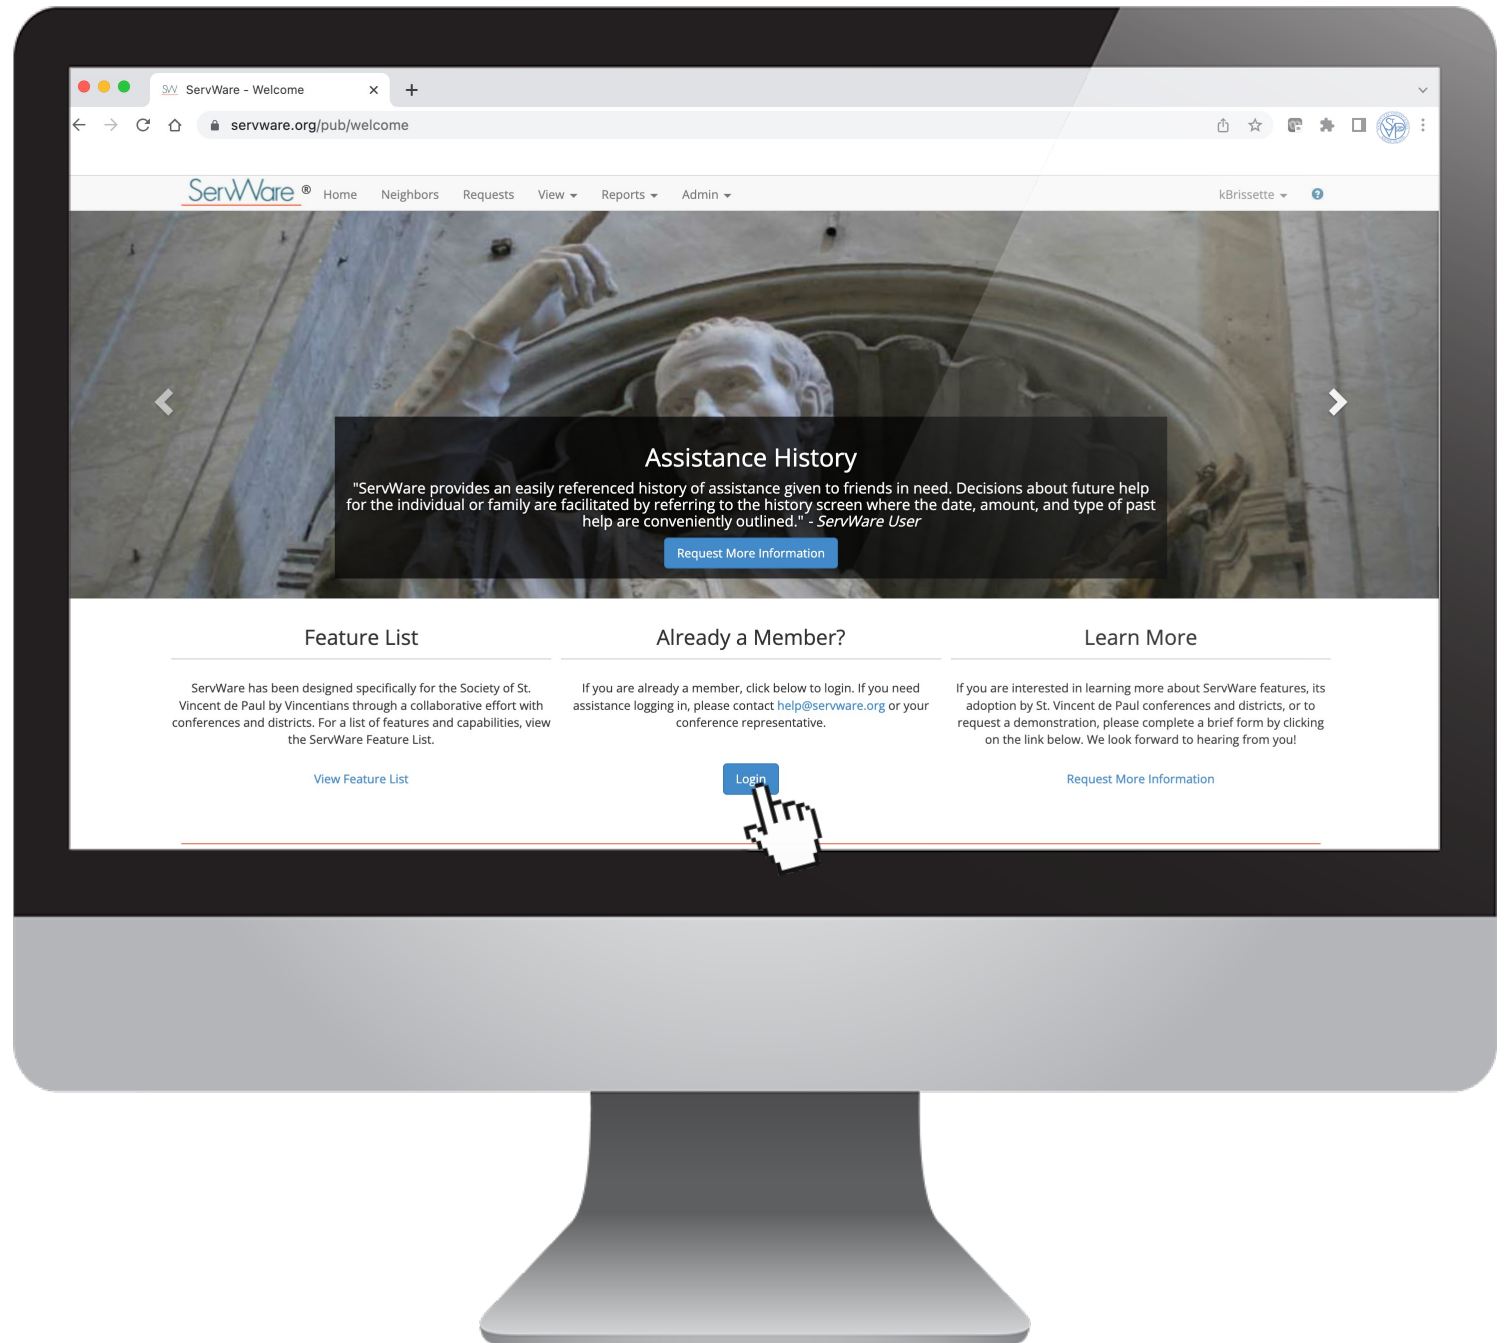 SW ServWare - Welcome
servware.org/pub/welcome
ServWare ® Home Neighbors Requests View Reports Admin kBrissette ?
Assistance History
"ServWare provides an easily referenced history of assistance given to friends in need. Decisions about future help
for the individual or family are facilitated by referring to the history screen where the date, amount, and type of past
help are conveniently outlined." - ServWare User
Request More Information
Feature List
ServWare has been designed specifically for the Society of St.
Vincent de Paul by Vincentians through a collaborative effort with
conferences and districts. For a list of features and capabilities, view
the ServWare Feature List.
View Feature List
Already a Member?
If you are already a member, click below to login. If you need
assistance logging in, please contact help@servware.org or your
conference representative.
Login
Learn More
If you are interested in learning more about ServWare features, its
adoption by St. Vincent de Paul conferences and districts, or to
request a demonstration, please complete a brief form by clicking
on the link below. We look forward to hearing from you!
Request More Information